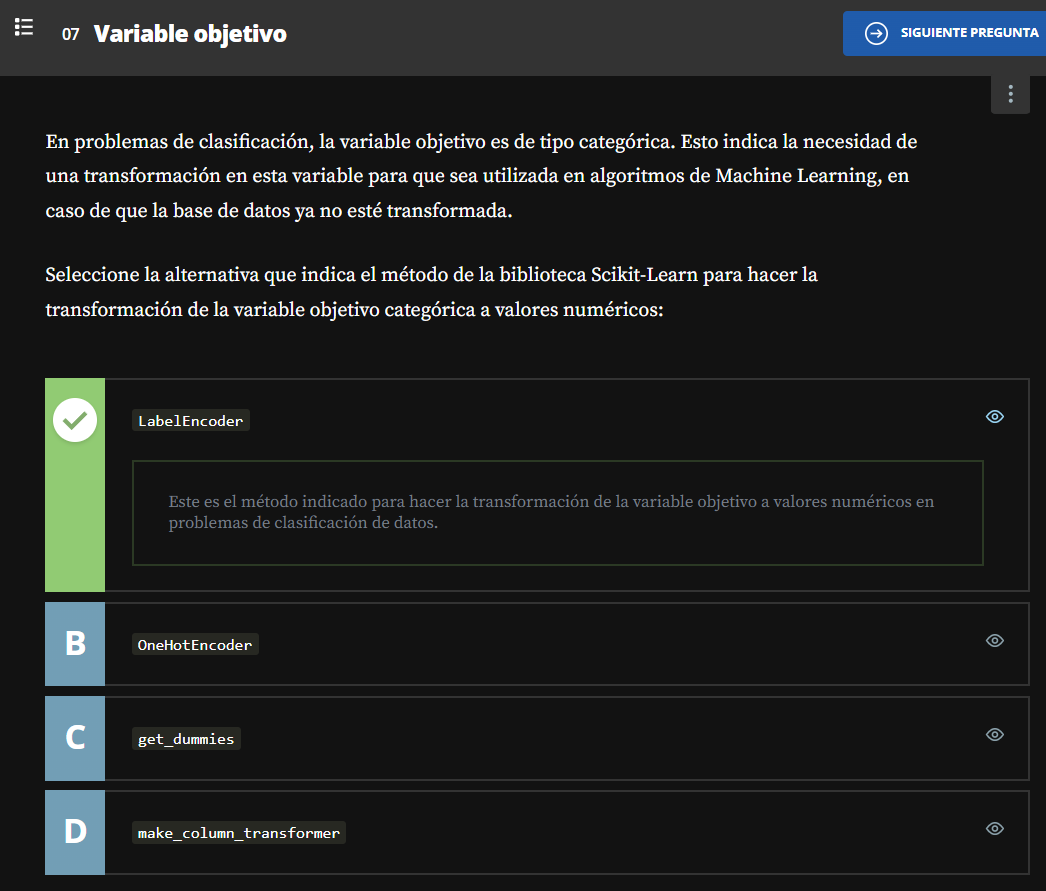 07 Variable objetivo
SIGUIENTE PREGUNTA
En problemas de clasificación, la variable objetivo es de tipo categórica. Esto indica la necesidad de
una transformación en esta variable para que sea utilizada en algoritmos de Machine Learning, en
caso de que la base de datos ya no esté transformada.
Seleccione la alternativa que indica el método de la biblioteca Scikit-Learn para hacer la
transformación de la variable objetivo categórica a valores numéricos:
LabelEncoder
Este es el método indicado para hacer la transformación de la variable objetivo a valores numéricos en
problemas de clasificación de datos.
B
OneHotEncoder
C
get_dummies
D
make_column_transformer